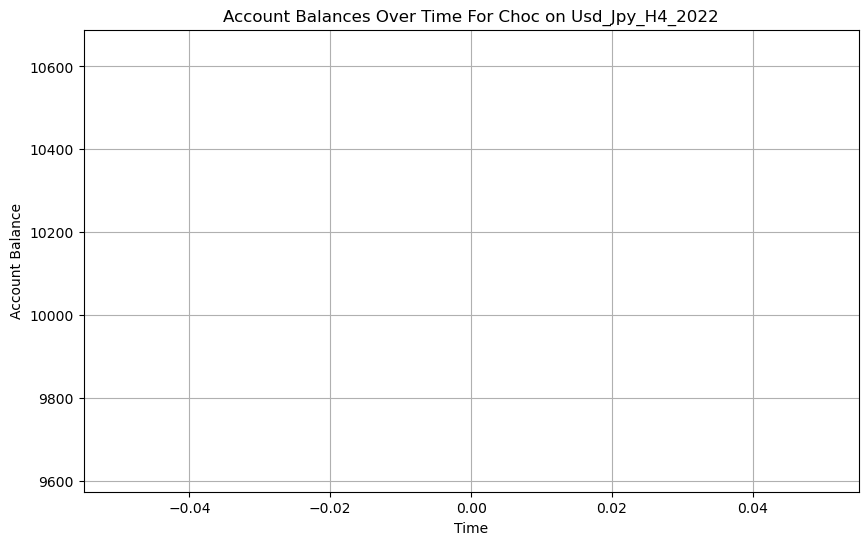 Account Balances Over Time For Choc on Usd_Jpy_H4_2022
10600
10400
10200
10000
9800
9600
Account Balance
−0.04 −0.02 0.00 0.02 0.04
Time